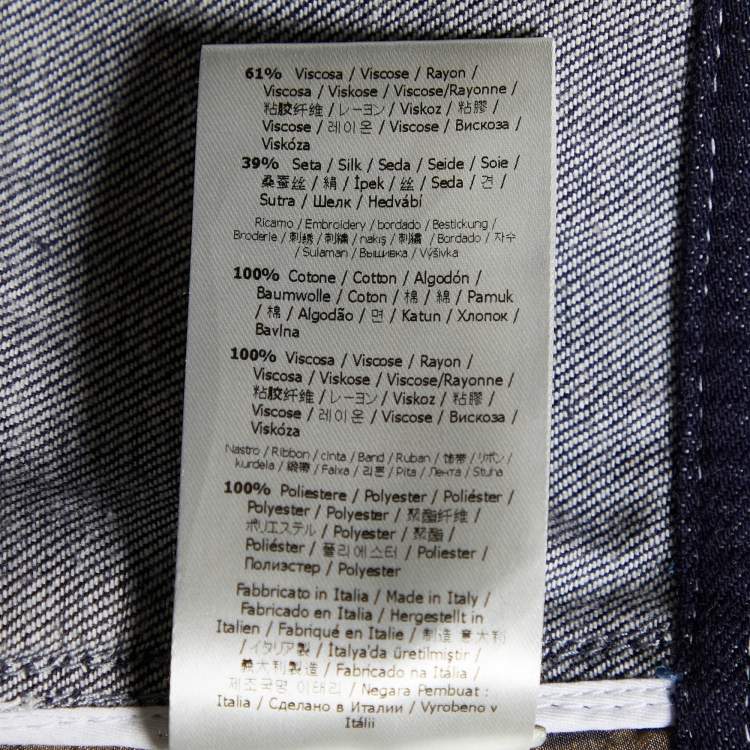 61% Viscosa / Viscose / Rayon /
Viscosa / Viskose / Viscose/Rayonne /
粘胶纤维 / レーヨン / Viskoz / 粘膠 /
Viscose / 레이온 / Viscose / Вискоза /
Viskóza
39% Seta / Silk / Seda / Seide / Soie /
桑蚕丝 / 絹 / İpek / 丝 / Seda / 견 /
Sutra / Шелк / Hedvábí
Ricamo / Embroidery / bordado / Bestickung /
Broderie / 刺绣 / 刺繍 / nakış / 刺繡 / Bordado / 자수
/ Sulaman / Вышивка / Výšivka
100% Cotone / Cotton / Algodón /
Baumwolle / Coton / 棉 / 綿 / Pamuk
/ 棉 / Algodão / 면 / Katun / Хлопок /
Bavlna
100% Viscosa / Viscose / Rayon /
Viscosa / Viskose / Viscose/Rayonne /
粘胶纤维 / レーヨン / Viskoz / 粘膠 /
Viscose / 레이온 / Viscose / Вискоза /
Viskóza
Nastro / Ribbon / cinta / Band / Ruban / 饰带 / リボン /
kurdela / 緞帶 / Faixa / 리본 / Pita / Лента / Stuha
100% Poliestere / Polyester / Poliéster /
Polyester / Polyester / 聚酯纤维 /
ポリエステル / Polyester / 聚酯 /
Poliéster / 폴리에스터 / Poliester /
Полиэстер / Polyester
Fabbricato in Italia / Made in Italy /
Fabricado en Italia / Hergestellt in
Italien / Fabriqué en Italie / 制造 意大利
/ イタリア製 / İtalya'da üretilmiştir /
義大利製造 / Fabricado na Itália /
제조국명 이태리 / Negara Pembuat :
Italia / Сделано в Италии / Vyrobeno v
Itálii